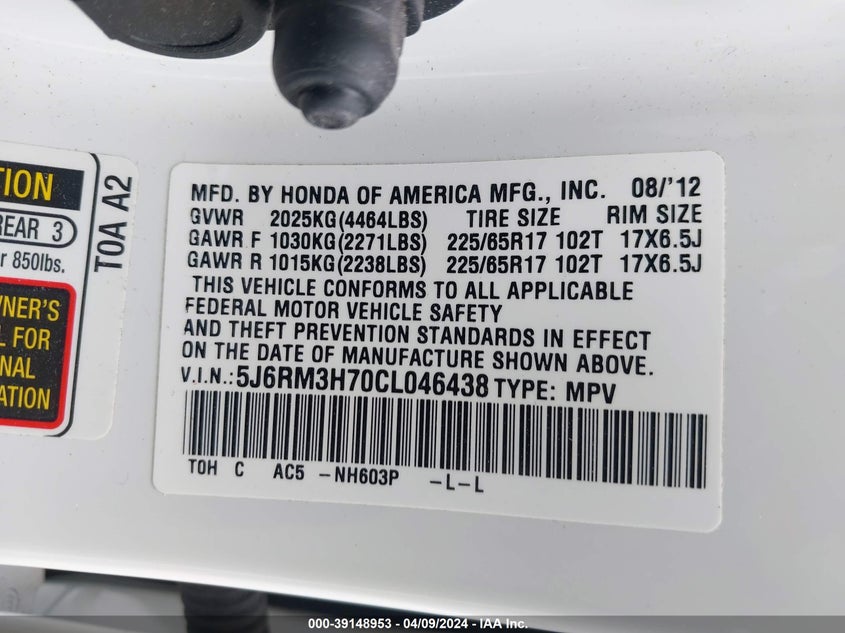 TION
REAR 3
r 850lbs.
WNER'S
L FOR
NAL
ATION
TOA A2
MFD. BY HONDA OF AMERICA MFG., INC. 08/'12
GVWR 2025KG(4464LBS) TIRE SIZE RIM SIZE
GAWR F 1030KG(2271LBS) 225/65R17 102T 17X6.5J
GAWR R 1015KG(2238LBS) 225/65R17 102T 17X6.5J
THIS VEHICLE CONFORMS TO ALL APPLICABLE
FEDERAL MOTOR VEHICLE SAFETY
AND THEFT PREVENTION STANDARDS IN EFFECT
ON THE DATE OF MANUFACTURE SHOWN ABOVE.
V.I.N.:5J6RM3H70CL046438 TYPE: MPV
TOH C AC5 -NH603P -L-L
000-39148953 / 04/09/2024 - IAA Inc.